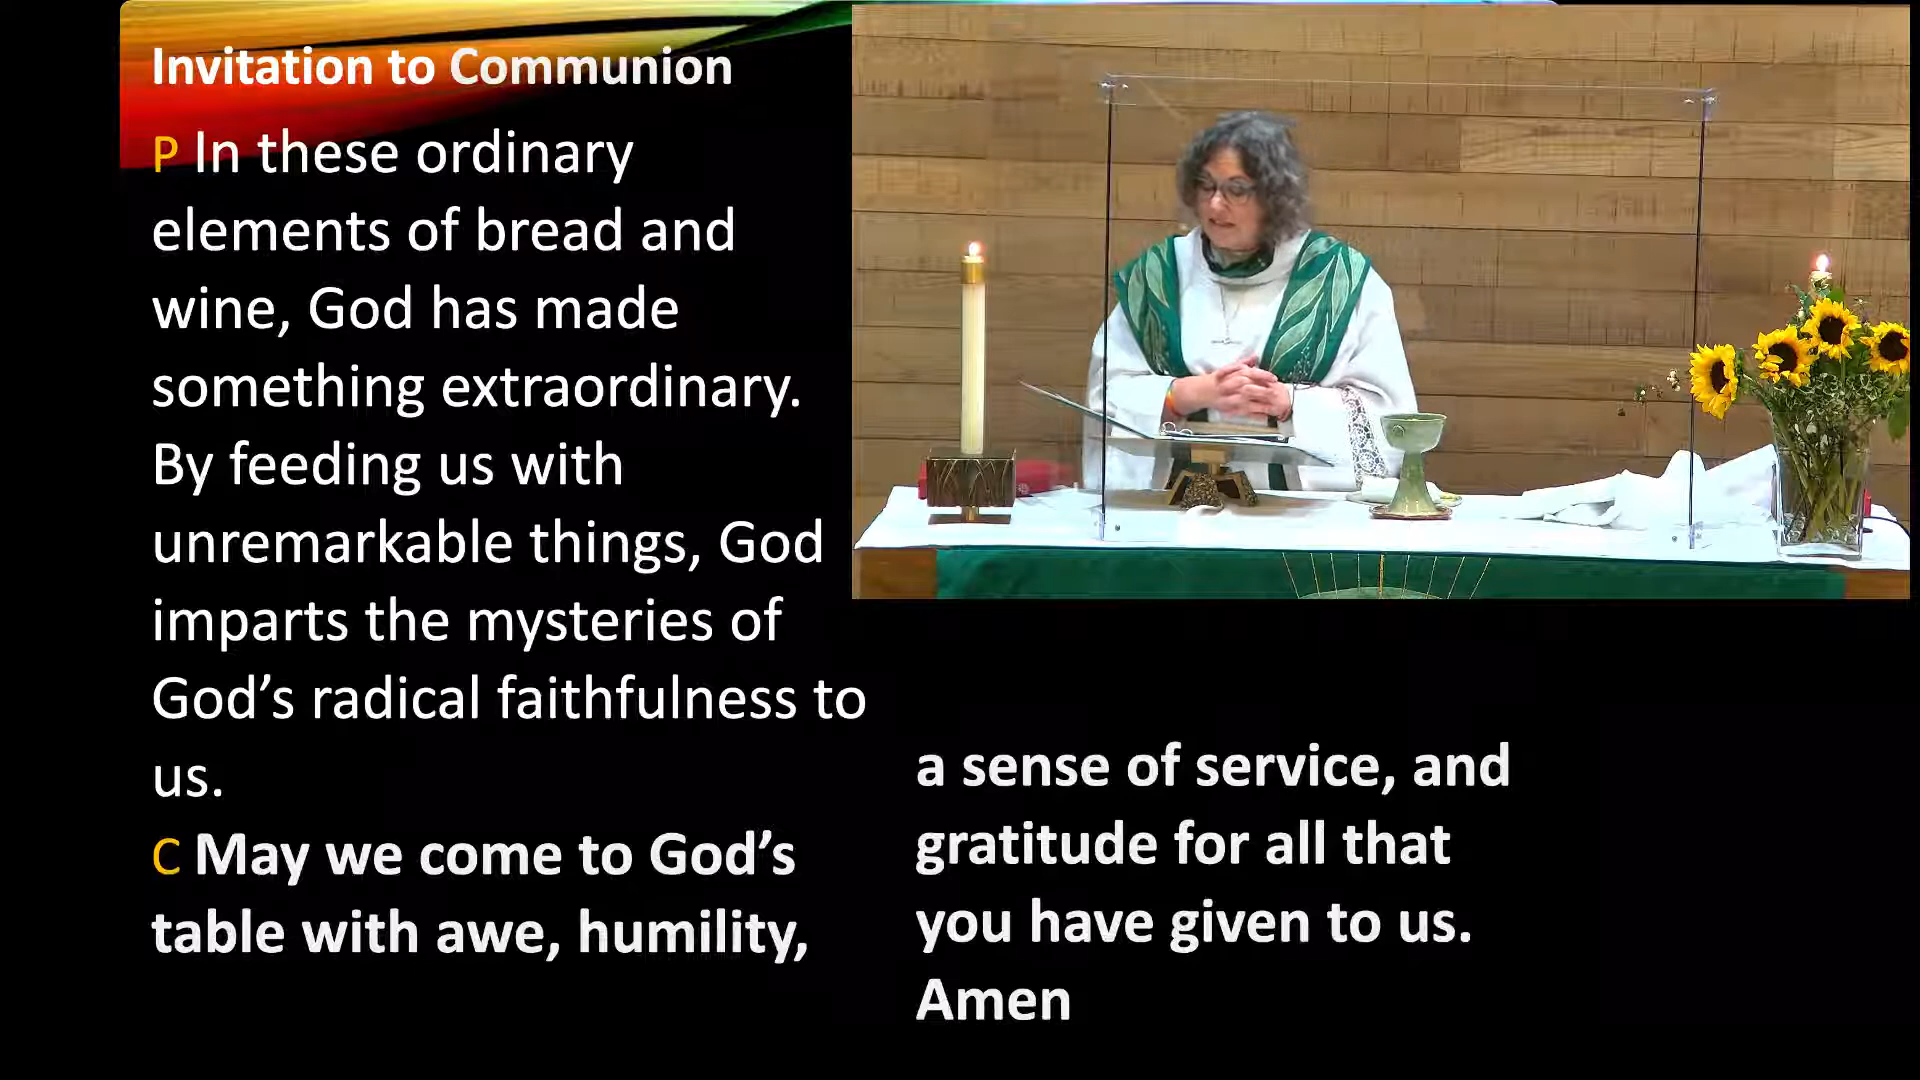 Invitation to Communion
P In these ordinary
elements of bread and
wine, God has made
something extraordinary.
By feeding us with
unremarkable things, God
imparts the mysteries of
God’s radical faithfulness to
us.
C May we come to God’s
table with awe, humility,
a sense of service, and
gratitude for all that
you have given to us.
Amen